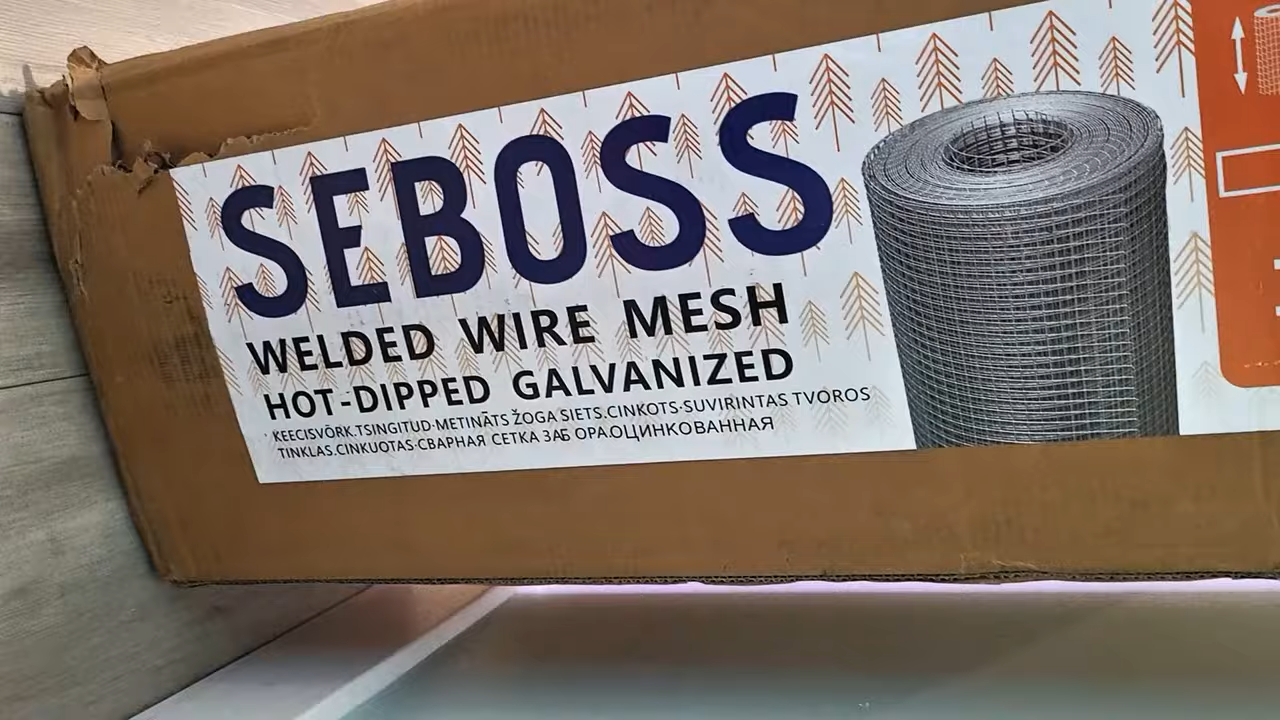 SEBOSS
WELDED WIRE MESH
HOT-DIPPED GALVANIZED
KEECISVÕRK.TSINGITUD·METINĀTS ŽOGA SIETS.CINKOTS·SUVIRINTAS TVOROS
TINKLAS.CINKUOTAS·СВАРНАЯ СЕТКА ЗАБ ОРА.ОЦИНКОВАННАЯ